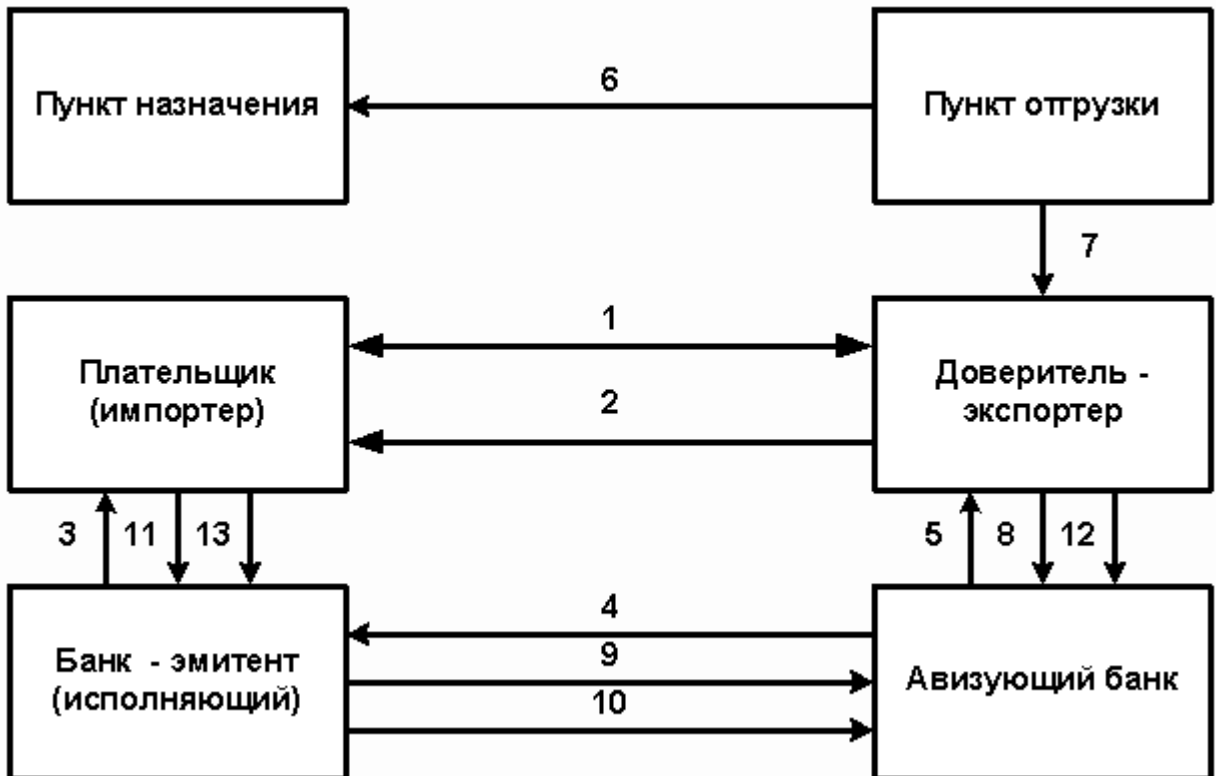 Пункт назначения
6
Пункт отгрузки
7
Плательщик
(импортер)
1
2
Доверитель -
экспортер
3
11
13
5
8
12
Банк - эмитент
(исполняющий)
4
9
10
Авизующий банк